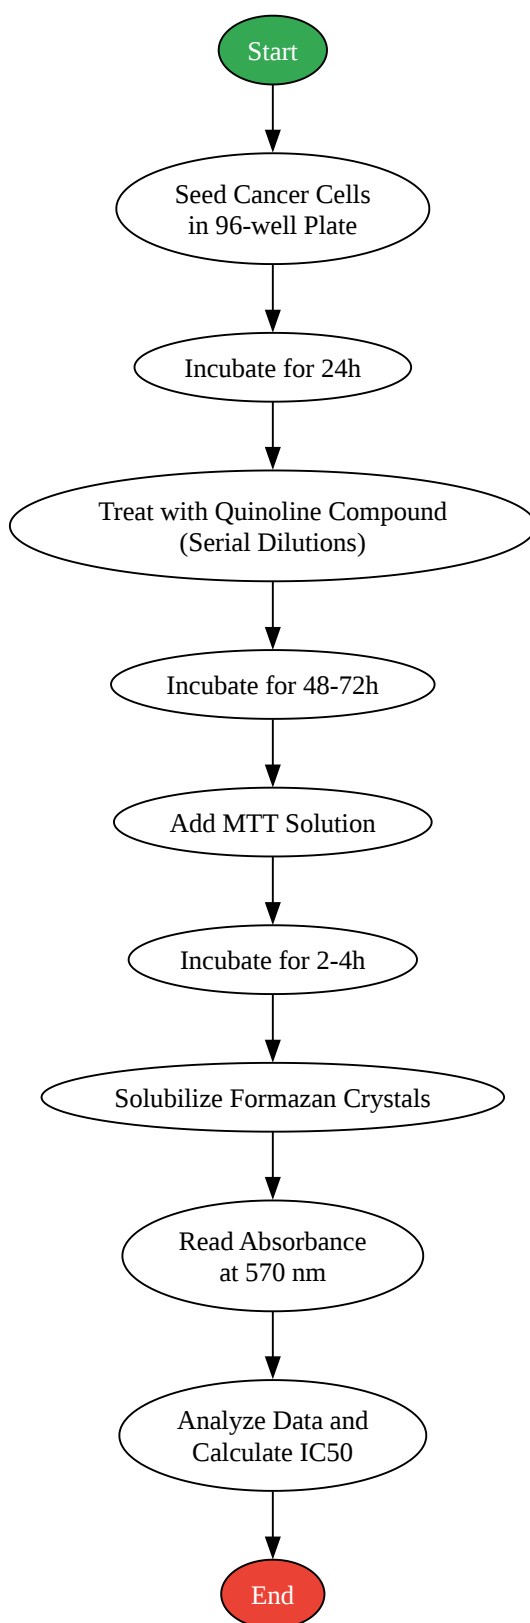 Start
Seed Cancer Cells
in 96-well Plate
Incubate for 24h
Treat with Quinoline Compound
(Serial Dilutions)
Incubate for 48-72h
Add MTT Solution
Incubate for 2-4h
Solubilize Formazan Crystals
Read Absorbance
at 570 nm
Analyze Data and
Calculate IC50
End